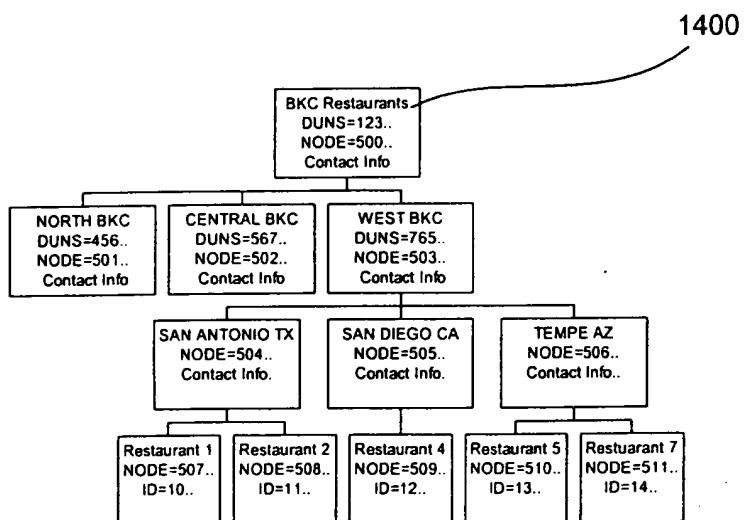 1400
BKC Restaurants
DUNS=123..
NODE=500..
Contact Info
NORTH BKC
DUNS=456..
NODE=501..
Contact Info
CENTRAL BKC
DUNS=567..
NODE=502..
Contact Info
WEST BKC
DUNS=765..
NODE=503..
Contact Info
SAN ANTONIO TX
NODE=504..
Contact Info.
SAN DIEGO CA
NODE=505..
Contact Info.
TEMPE AZ
NODE=506..
Contact Info..
Restaurant 1
NODE=507..
ID=10..
Restaurant 2
NODE=508..
ID=11..
Restaurant 4
NODE=509..
ID=12..
Restaurant 5
NODE=510..
ID=13..
Restuarant 7
NODE=511..
ID=14..